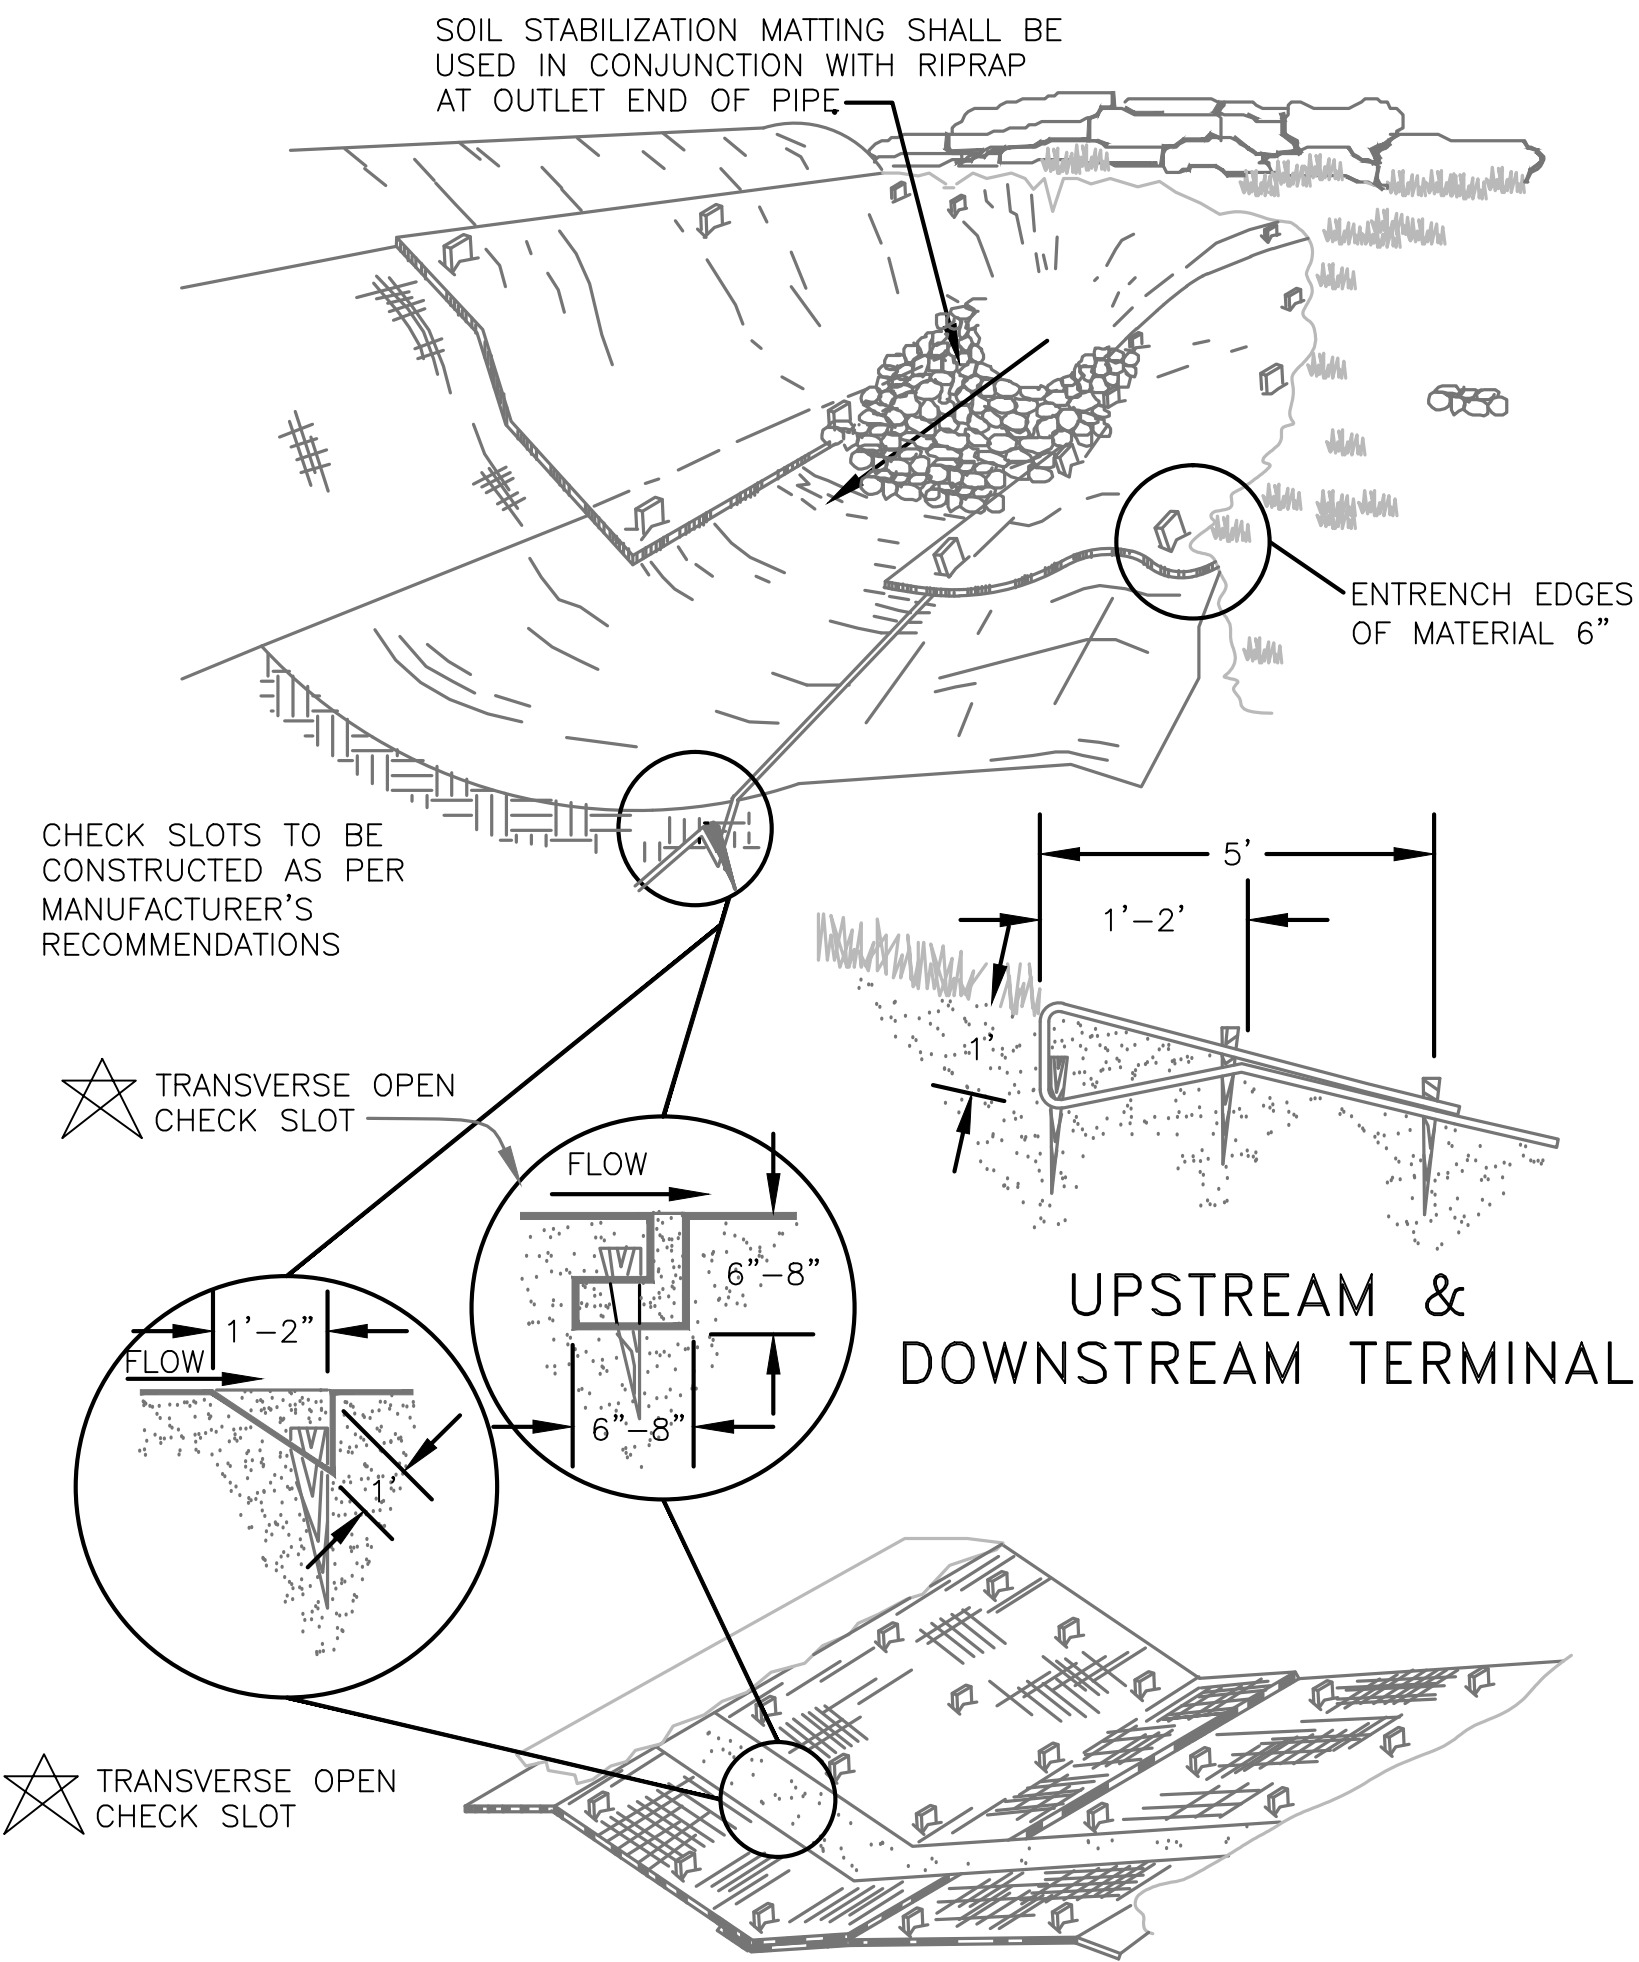 SOIL STABILIZATION MATTING SHALL BE
USED IN CONJUNCTION WITH RIPRAP
AT OUTLET END OF PIPE.
ENTRENCH EDGES
OF MATERIAL 6”
CHECK SLOTS TO BE
CONSTRUCTED AS PER
MANUFACTURER'S
RECOMMENDATIONS
5'
1'-2'
1'
TRANSVERSE OPEN
CHECK SLOT
FLOW
6”-8”
6”-8”
UPSTREAM &
DOWNSTREAM TERMINAL
1'-2”
FLOW
1'
TRANSVERSE OPEN
CHECK SLOT